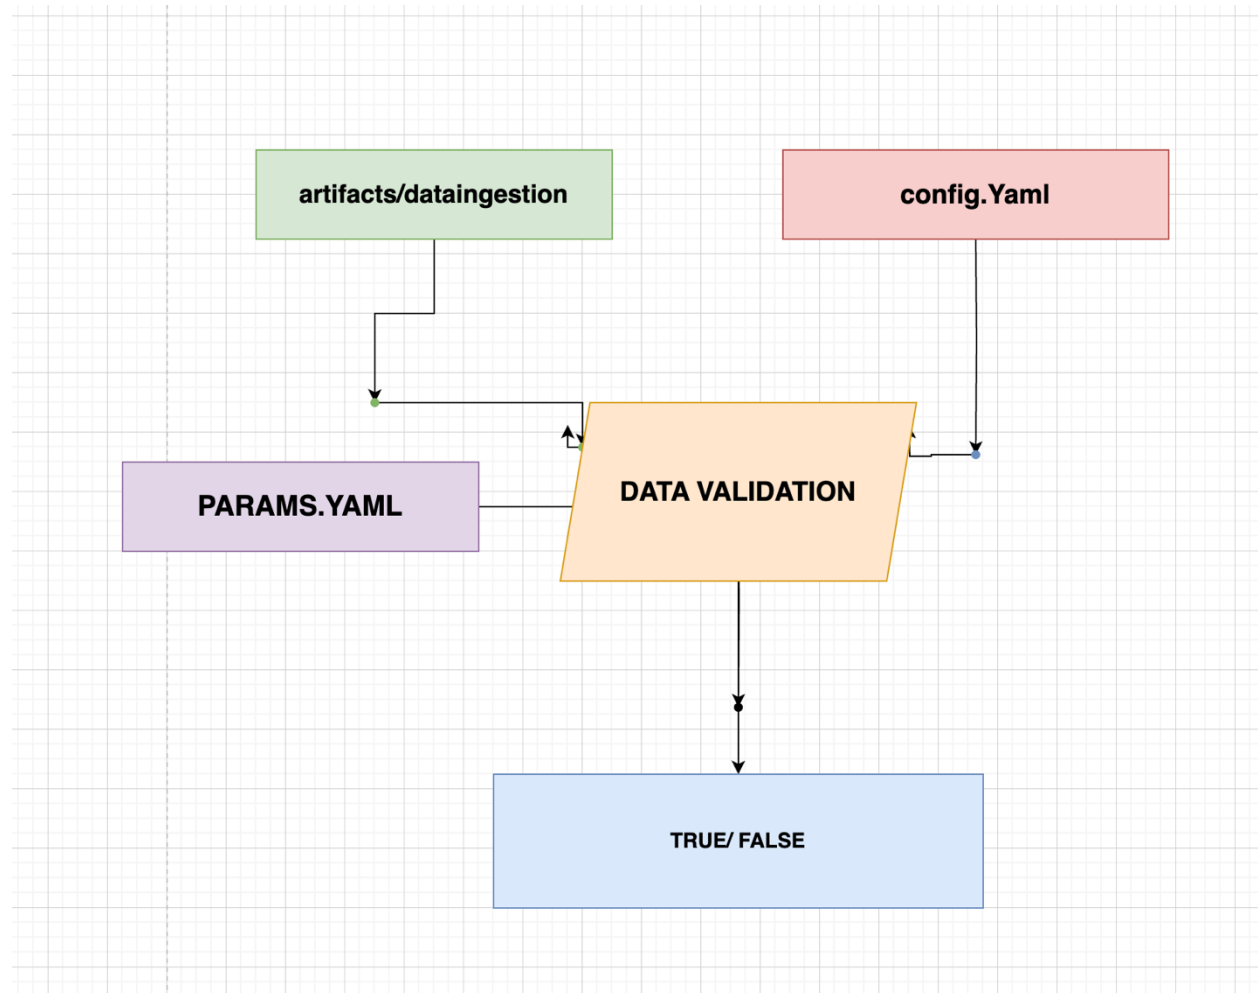 artifacts/dataingestion
config.Yaml
PARAMS.YAML
DATA VALIDATION
TRUE/ FALSE